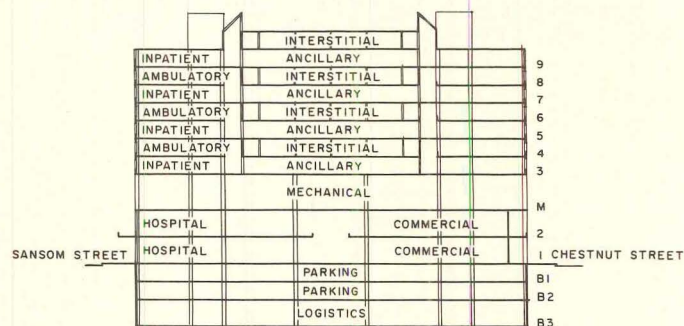 INTERSTITIAL
INPATIENT ANCILLARY 9
AMBULATORY INTERSTITIAL 8
INPATIENT ANCILLARY 7
AMBULATORY INTERSTITIAL 6
INPATIENT ANCILLARY 5
AMBULATORY INTERSTITIAL 4
INPATIENT ANCILLARY 3
MECHANICAL M
HOSPITAL COMMERCIAL 2
SANSOM STREET HOSPITAL COMMERCIAL 1 CHESTNUT STREET
PARKING B1
PARKING B2
LOGISTICS B3